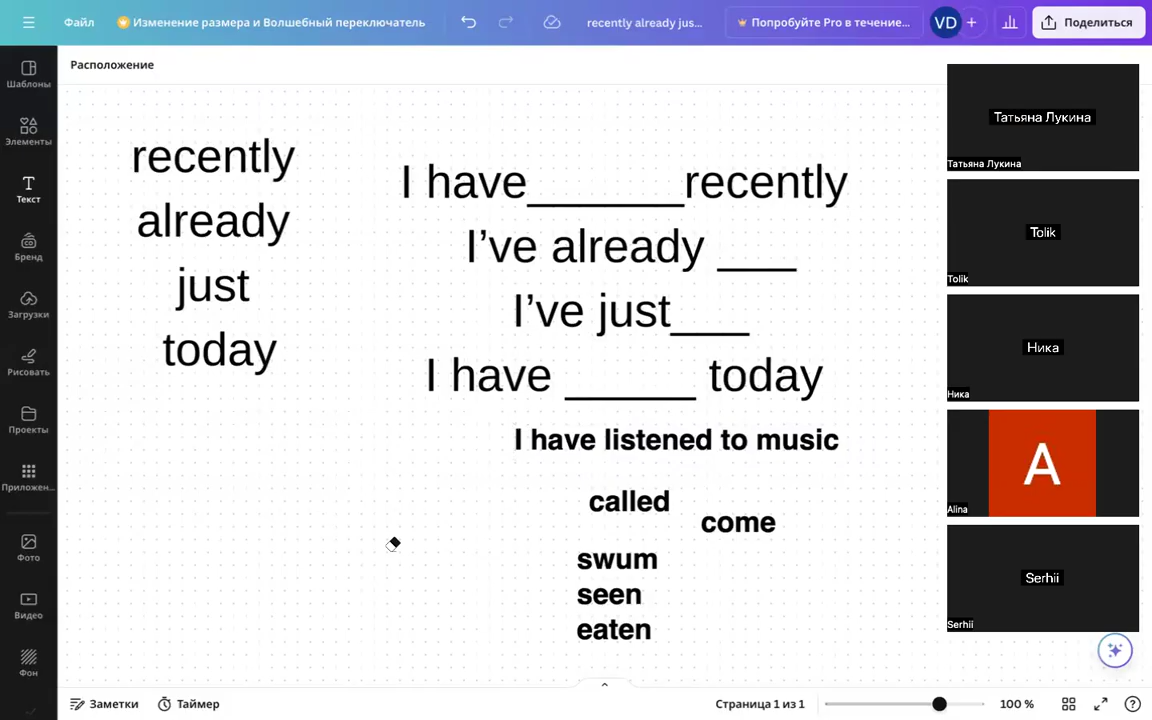 Файл
Изменение размера и Волшебный переключатель
recently already jus...
Попробуйте Pro в течение...
VD
+
Поделиться
Расположение
Шаблоны
Элементы
Текст
Бренд
Загрузки
Рисовать
Проекты
Приложен...
Фото
Видео
Фон
recently
already
just
today
I have______recently
I’ve already ___
I’ve just___
I have _____ today
I have listened to music
called
come
swum
seen
eaten
Татьяна Лукина
Татьяна Лукина
Tolik
Tolik
Ника
Ника
A
Alina
Serhii
Serhii
Заметки
Таймер
Страница 1 из 1
100 %
?